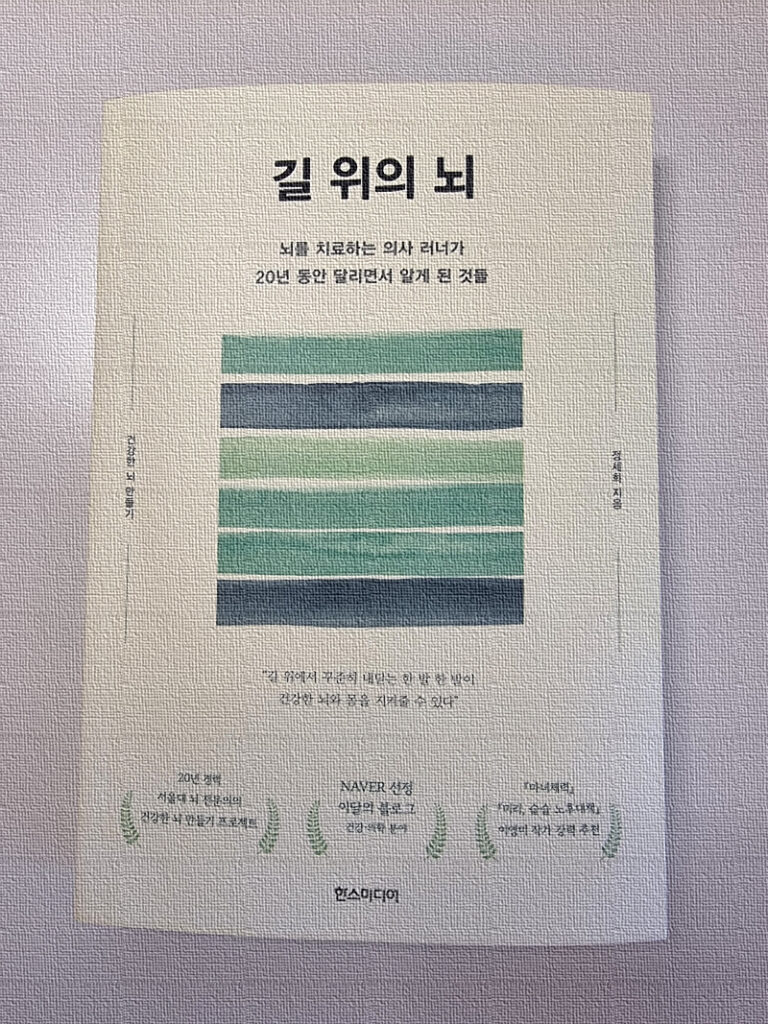 길 위의 뇌
뇌를 치료하는 의사 러너가
20년 동안 달리면서 알게 된 것들
건강한 뇌 만들기
정세희 지음
"길 위에서 꾸준히 내딛는 한 발 한 발이
건강한 뇌와 몸을 지켜줄 수 있다"
20년 경력
서울대 뇌 전문의의
건강한 뇌 만들기 프로젝트
NAVER 선정
이달의 블로그
건강·의학 분야
『마녀체력』
『미리, 슬슬 노후대책』
이영미 작가 강력 추천
한스미디어